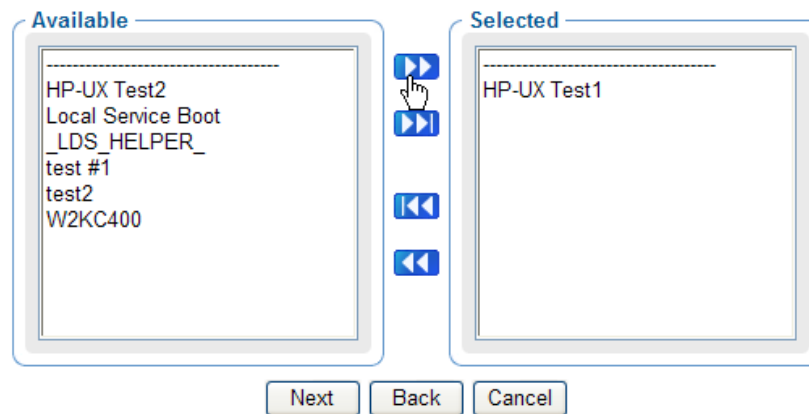 Available
------------------------------------
HP-UX Test2
Local Service Boot
_LDS_HELPER_
test #1
test2
W2KC400
Selected
------------------------------------
HP-UX Test1
Next
Back
Cancel